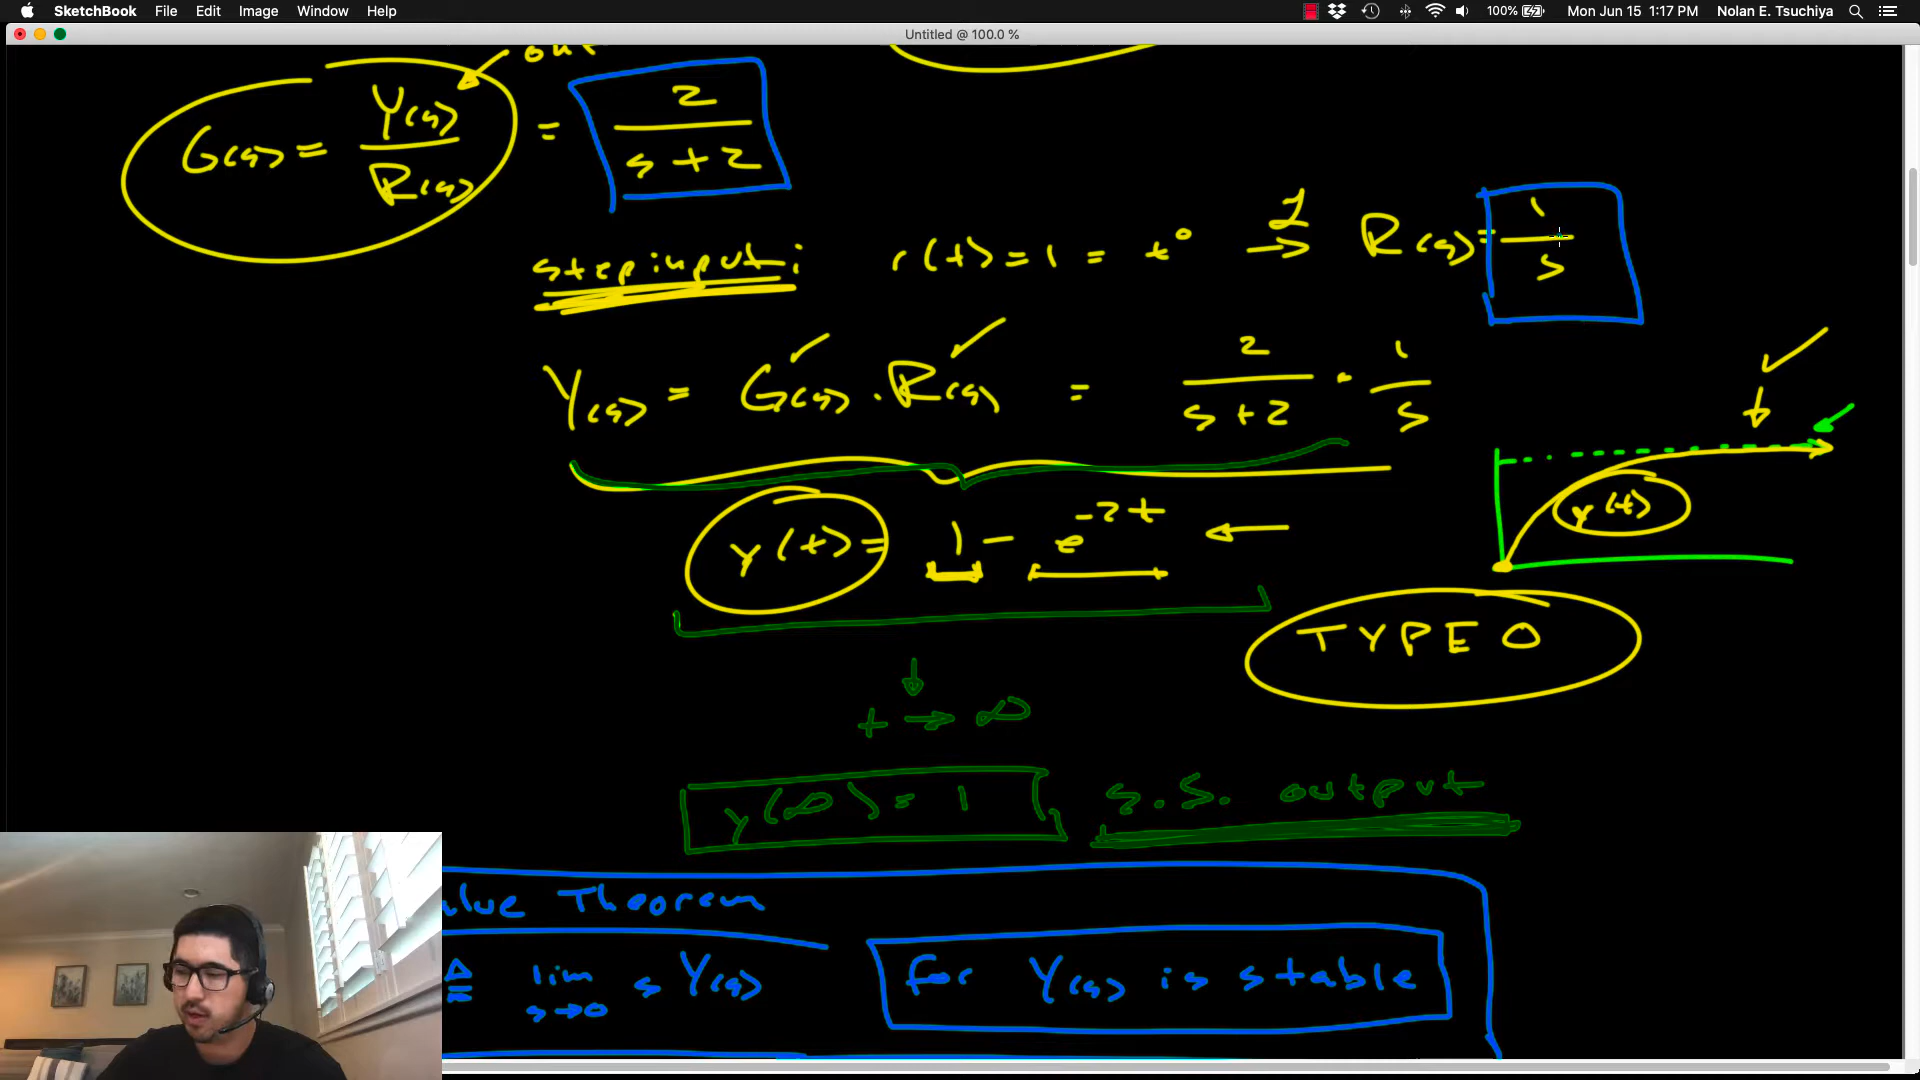 SketchBook File Edit Image Window Help 100% Mon Jun 15 1:17 PM Nolan E. Tsuchiya
Untitled @ 100.0 %
out
G(s) = Y(s) / R(s) = 2 / s + 2
step input: r(t) = 1 = t⁰ ℒ → R(s) = 1 / s
Y(s) = G(s) . R(s) = 2 / s + 2 · 1 / s
y(t) = 1 - e^-2t ←
y(t)
TYPE 0
↓
t → ∞
y(∞) = 1 s.s. output
Theorem
≜ lim s→0 s Y(s) for Y(s) is stable